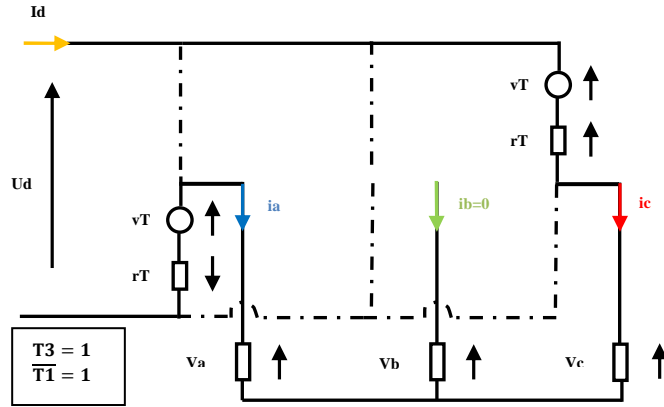 Id
vT
rT
Ud
ia
ib=0
ic
vT
rT
T3 = 1
T1 = 1
Va
Vb
Vc